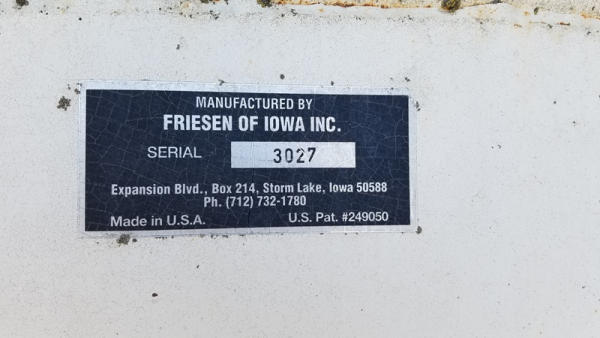 MANUFACTURED BY
FRIESEN OF IOWA INC.
SERIAL 3027
Expansion Blvd., Box 214, Storm Lake, Iowa 50588
Ph. (712) 732-1780
Made in U.S.A. U.S. Pat. #249050